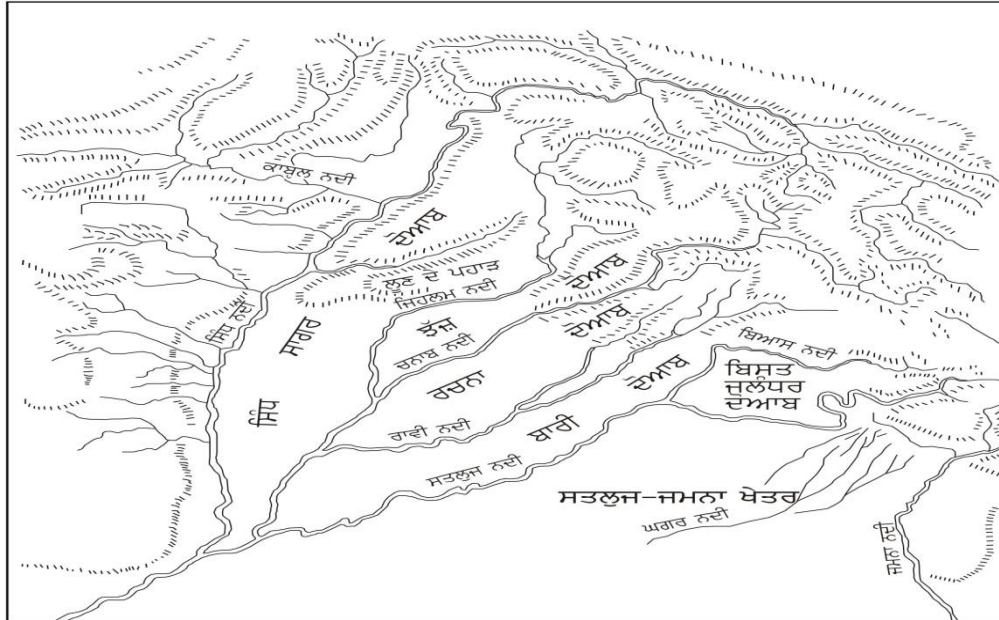 ਕਾਬੁਲ ਨਦੀ
ਦੋਆਬ
ਲੂਣ ਦੇ ਪਹਾੜ
ਜਿਹਲਮ ਨਦੀ
ਦੋਆਬ
ਸਿੰਧ ਨਦੀ
ਸਾਗਰ
ਝੱਜ
ਦੋਆਬ
ਚਨਾਬ ਨਦੀ
ਬਿਆਸ ਨਦੀ
ਰਚਨਾ
ਦੋਆਬ
ਬਿਸਤ
ਜੁਲੰਧਰ
ਦੋਆਬ
ਸਿੰਧ
ਰਾਵੀ ਨਦੀ
ਬਾਰੀ
ਸਤਲੁਜ ਨਦੀ
ਸਤਲੁਜ-ਜਮਨਾ ਖੇਤਰ
ਘਗਰ ਨਦੀ
ਜਮਨਾ ਨਦੀ